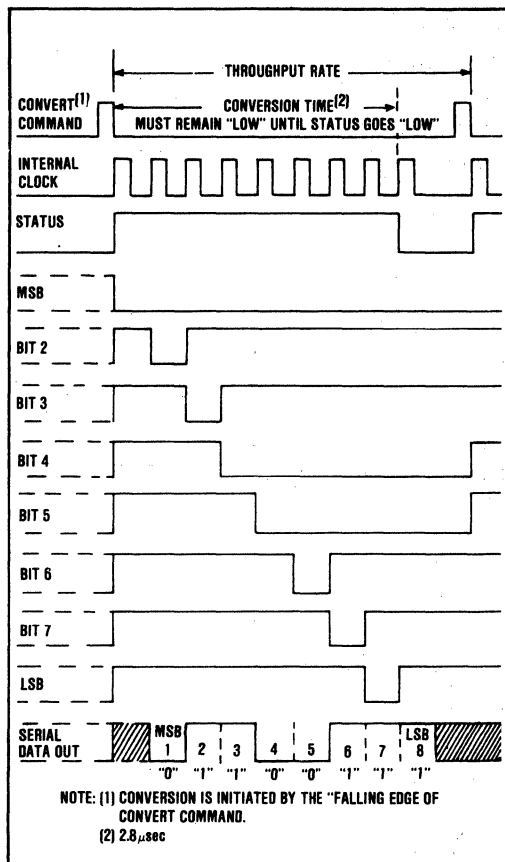 THROUGHPUT RATE
CONVERT(1) COMMAND
CONVERSION TIME(2)
MUST REMAIN "LOW" UNTIL STATUS GOES "LOW"
INTERNAL CLOCK
STATUS
MSB
BIT 2
BIT 3
BIT 4
BIT 5
BIT 6
BIT 7
LSB
SERIAL DATA OUT
MSB LSB
1 2 3 4 5 6 7 8
"0" "1" "1" "0" "0" "1" "1" "1"
NOTE: (1) CONVERSION IS INITIATED BY THE "FALLING EDGE OF
CONVERT COMMAND.
(2) 2.8μsec